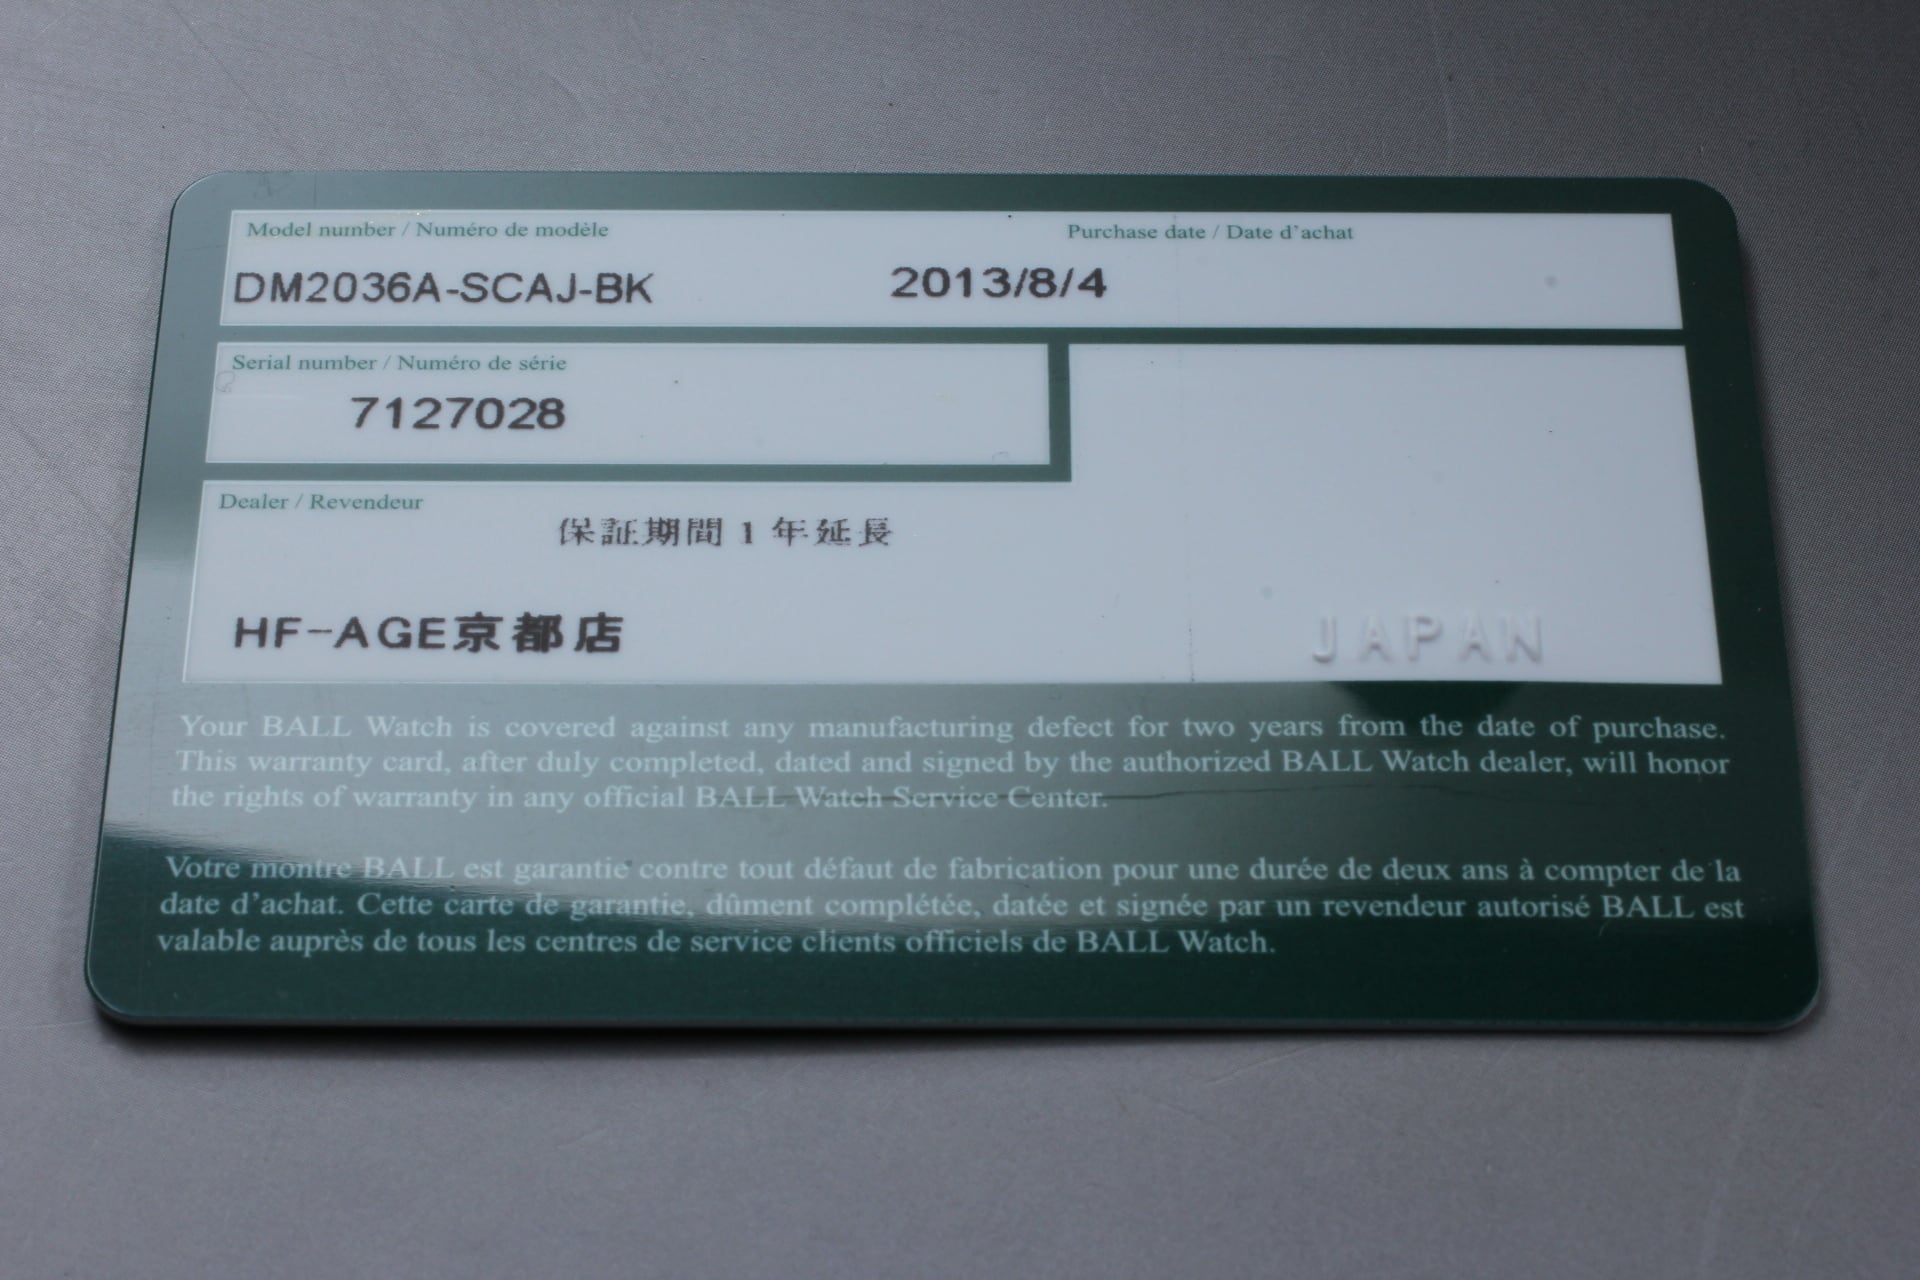 Model number / Numéro de modèle
Purchase date / Date d'achat
DM2036A-SCAJ-BK
2013/8/4
Serial number / Numéro de série
7127028
Dealer / Revendeur
保証期間1年延長
HF-AGE京都店
JAPAN
Your BALL Watch is covered against any manufacturing defect for two years from the date of purchase.
This warranty card, after duly completed, dated and signed by the authorized BALL Watch dealer, will honor
the rights of warranty in any official BALL Watch Service Center.
Votre montre BALL est garantie contre tout défaut de fabrication pour une durée de deux ans à compter de la
date d'achat. Cette carte de garantie, dûment complétée, datée et signée par un revendeur autorisé BALL est
valable auprès de tous les centres de service clients officiels de BALL Watch.